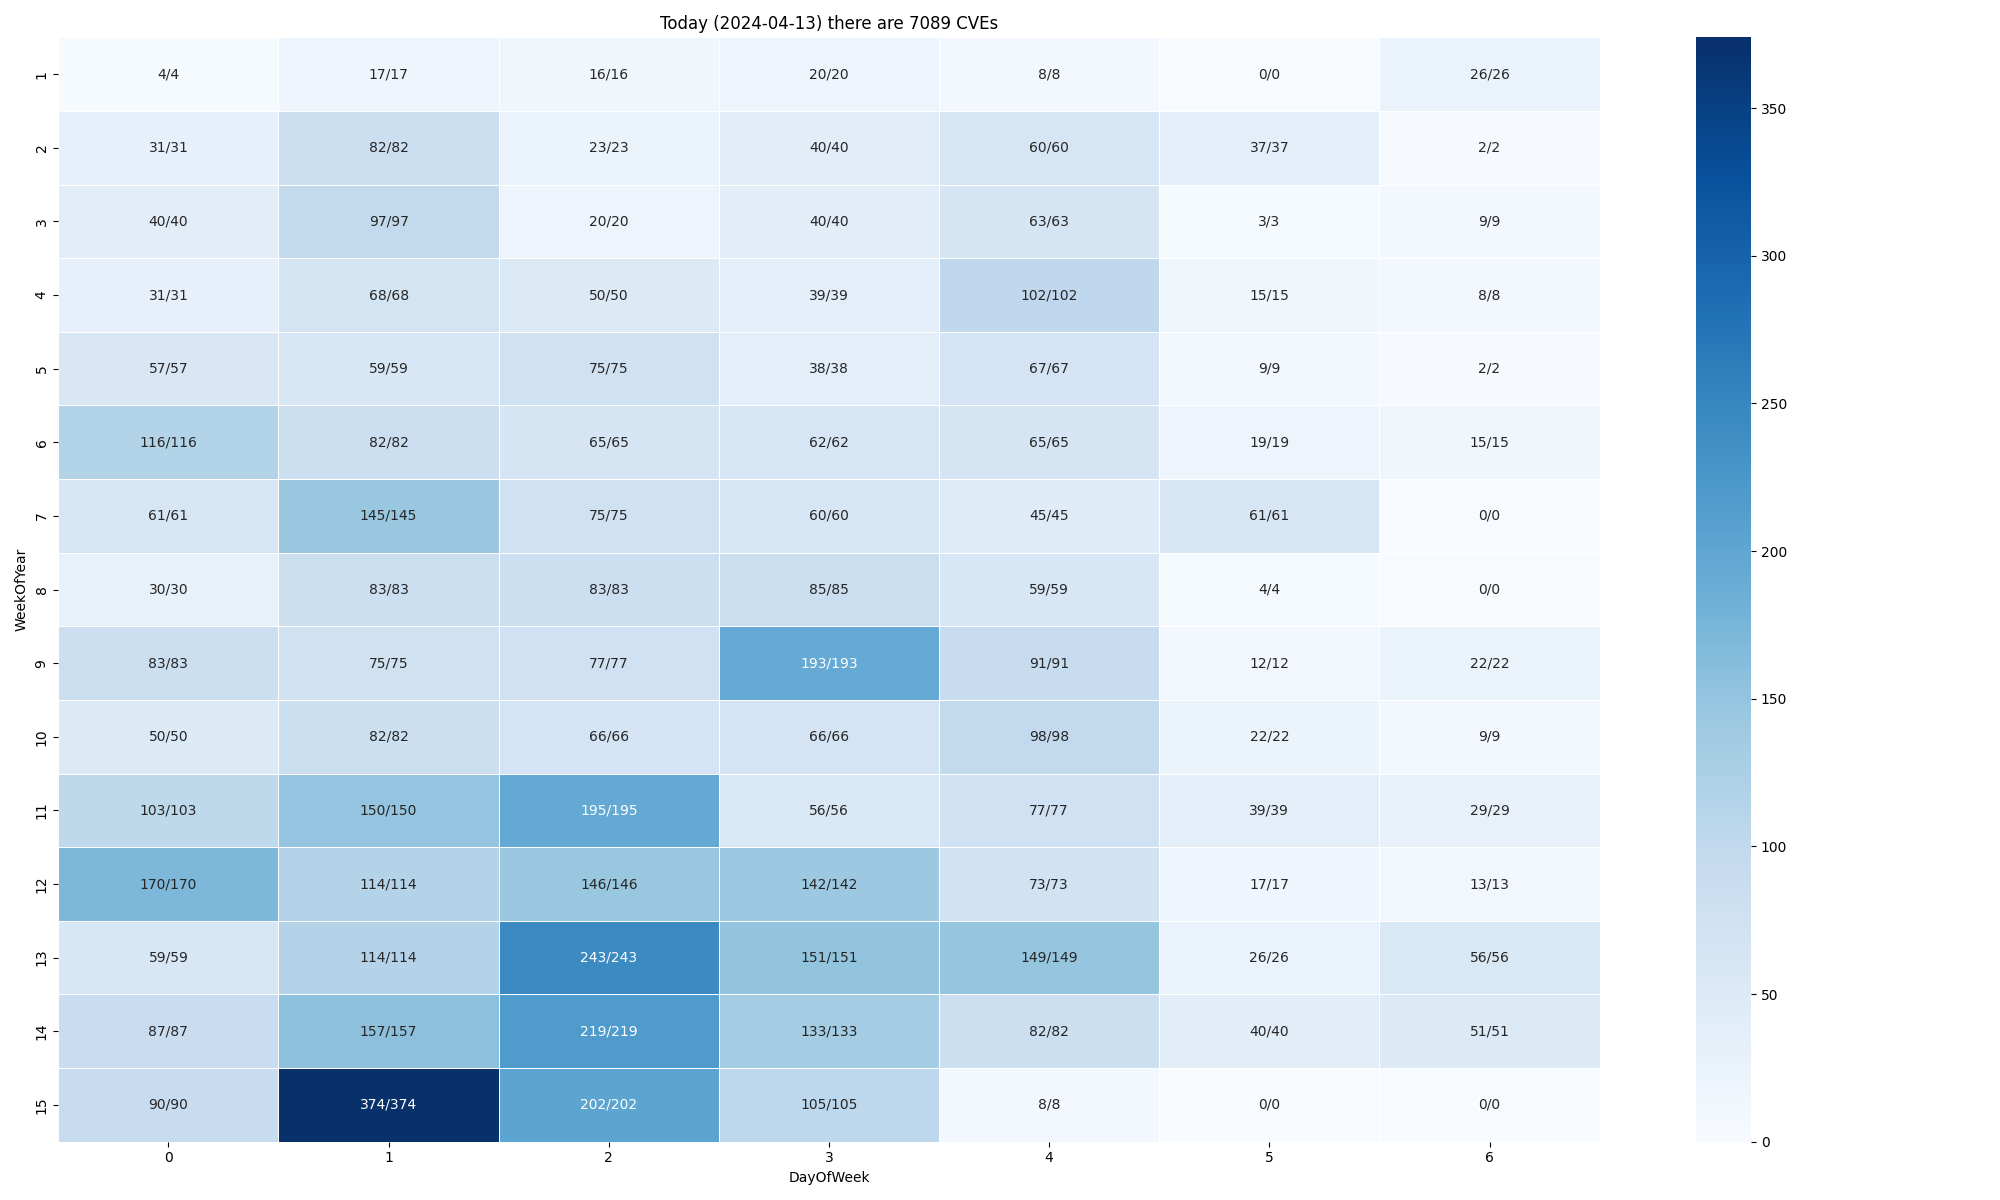 Today (2024-04-13) there are 7089 CVEs
1 4/4 17/17 16/16 20/20 8/8 0/0 26/26
2 31/31 82/82 23/23 40/40 60/60 37/37 2/2
3 40/40 97/97 20/20 40/40 63/63 3/3 9/9
4 31/31 68/68 50/50 39/39 102/102 15/15 8/8
5 57/57 59/59 75/75 38/38 67/67 9/9 2/2
6 116/116 82/82 65/65 62/62 65/65 19/19 15/15
7 61/61 145/145 75/75 60/60 45/45 61/61 0/0
8 30/30 83/83 83/83 85/85 59/59 4/4 0/0
9 83/83 75/75 77/77 193/193 91/91 12/12 22/22
10 50/50 82/82 66/66 66/66 98/98 22/22 9/9
11 103/103 150/150 195/195 56/56 77/77 39/39 29/29
12 170/170 114/114 146/146 142/142 73/73 17/17 13/13
13 59/59 114/114 243/243 151/151 149/149 26/26 56/56
14 87/87 157/157 219/219 133/133 82/82 40/40 51/51
15 90/90 374/374 202/202 105/105 8/8 0/0 0/0
0 1 2 3 4 5 6
DayOfWeek
WeekOfYear
350
300
250
200
150
100
50
0